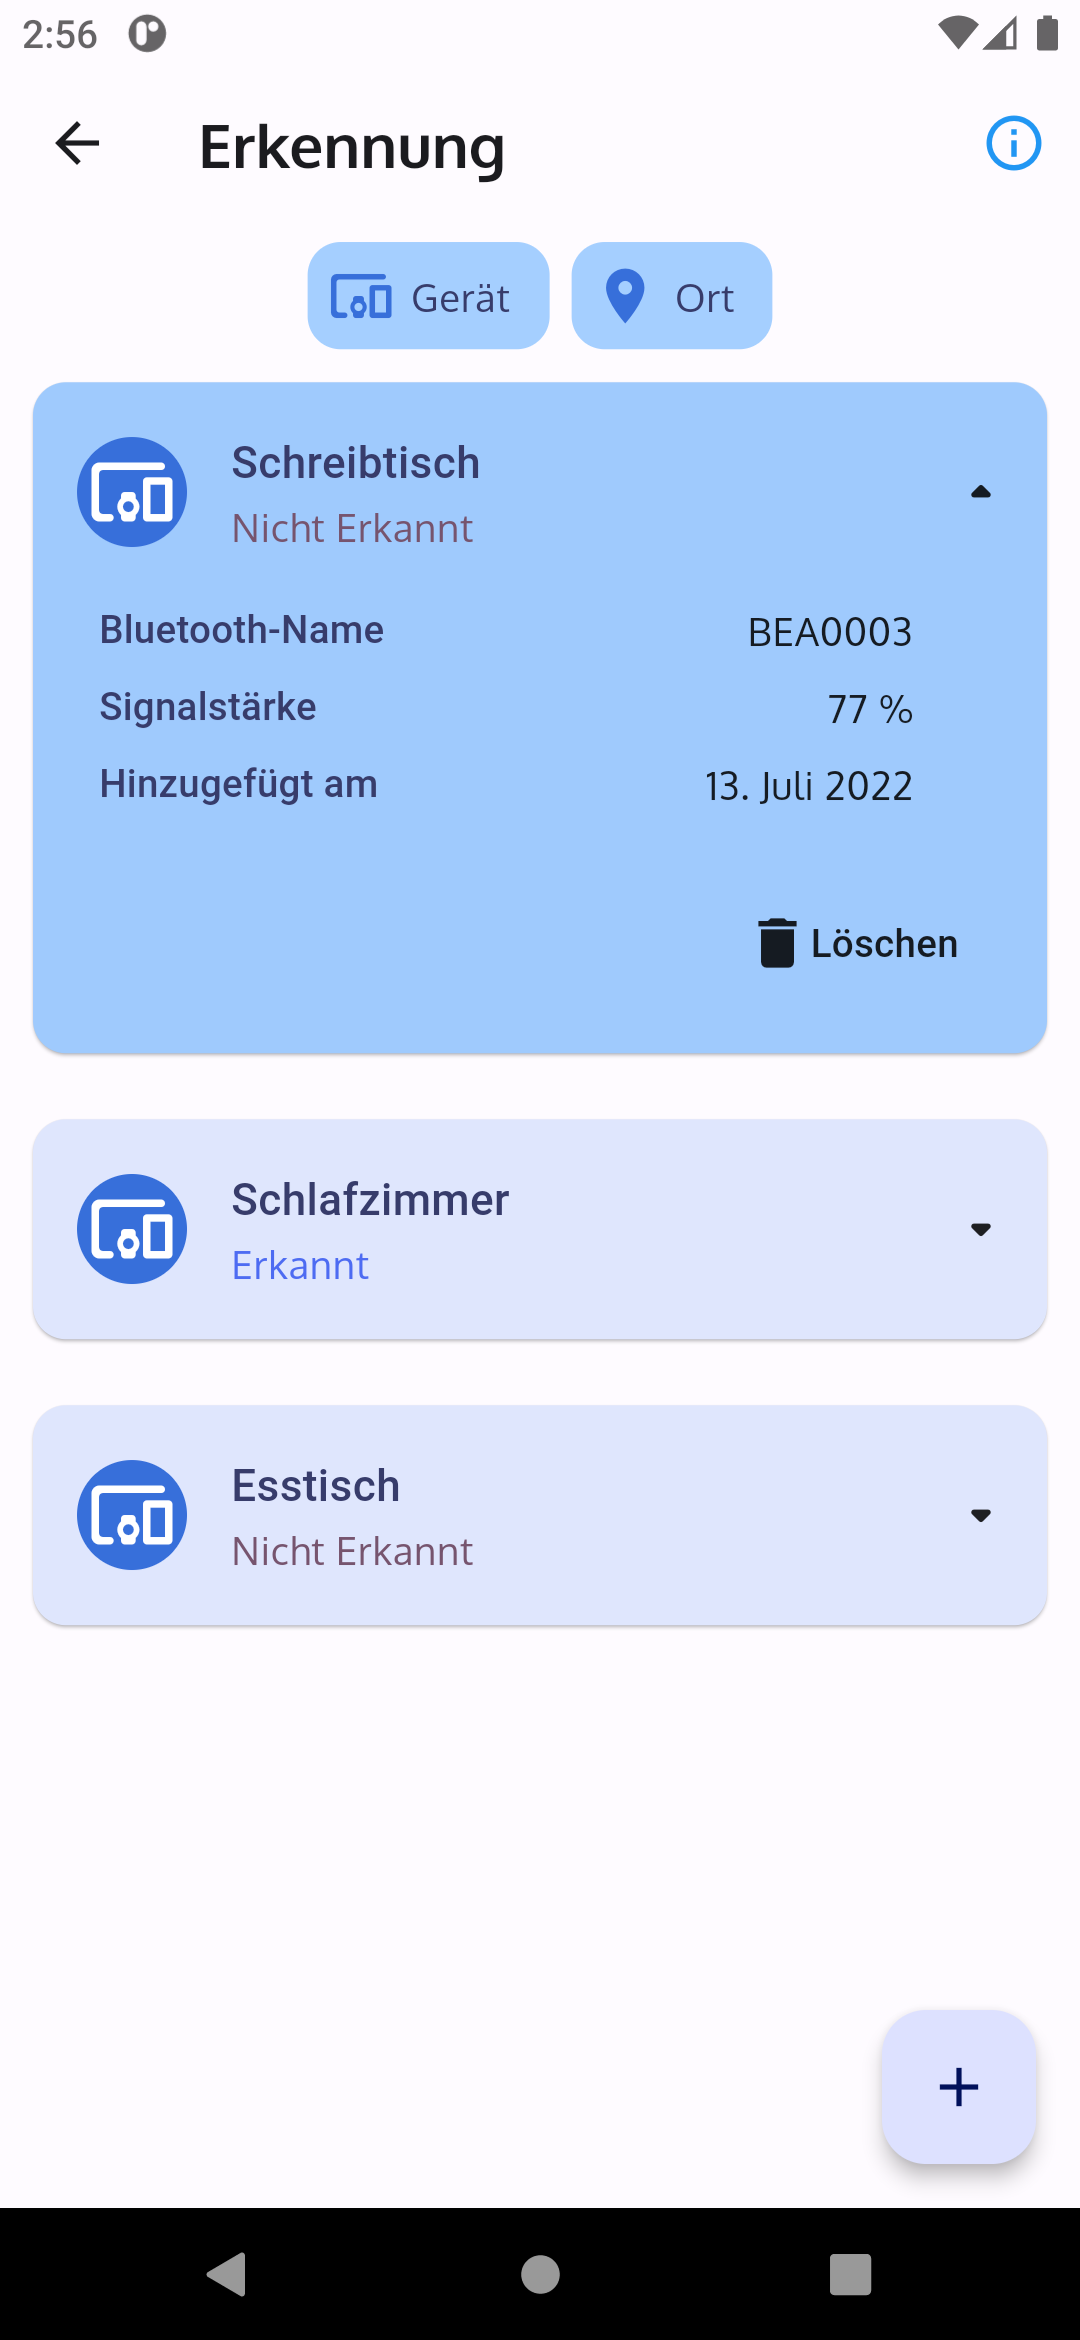 2:56
Erkennung
Gerät
Ort
Schreibtisch
Nicht Erkannt
Bluetooth-Name BEA0003
Signalstärke 77 %
Hinzugefügt am 13. Juli 2022
Löschen
Schlafzimmer
Erkannt
Esstisch
Nicht Erkannt